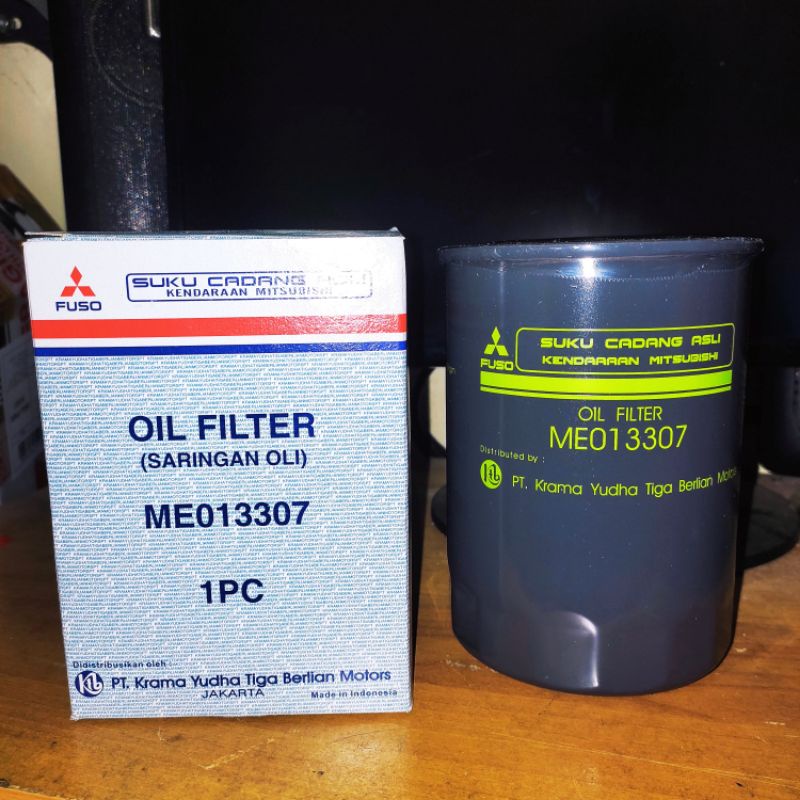 FUSO
SUKU CADANG ASLI
KENDARAAN MITSUBISHI
OIL FILTER
(SARINGAN OLI)
ME013307
1PC
Didistribusikan oleh :
PT. Krama Yudha Tiga Berlian Motors
JAKARTA
Made in Indonesia
FUSO
SUKU CADANG ASLI
KENDARAAN MITSUBISHI
OIL FILTER
ME013307
Distributed by :
PT. Krama Yudha Tiga Berlian Motors